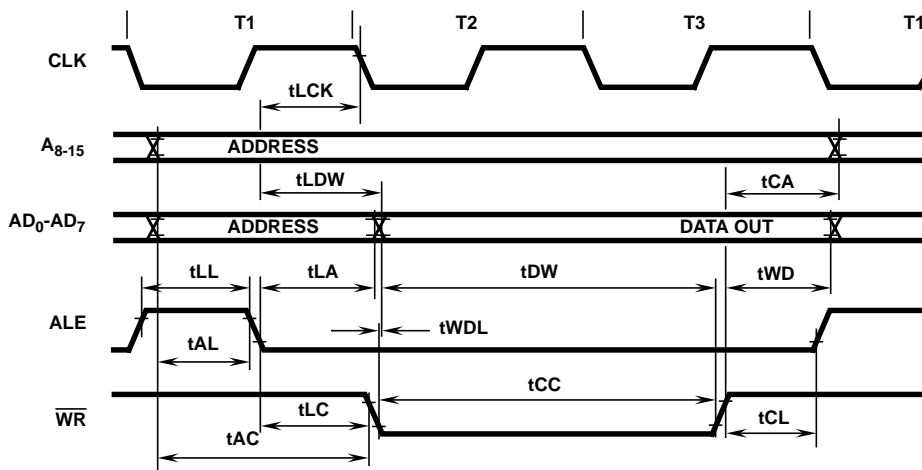 T1 T2 T3 T1
CLK
tLCK
A8-15 ADDRESS
tLDW tCA
AD0-AD7 ADDRESS DATA OUT
tLL tLA tDW tWD
ALE tWDL
tAL
tCC
WR tLC tCL
tAC